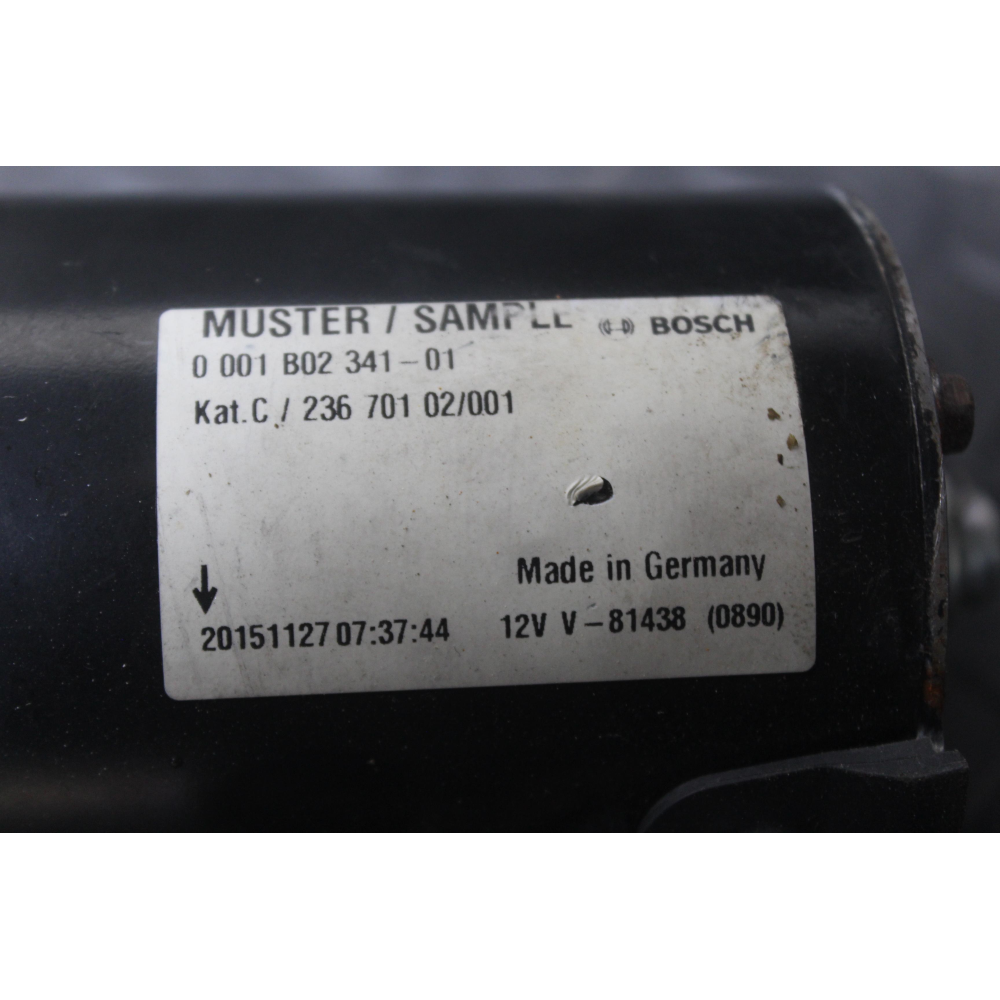 MUSTER / SAMPLE BOSCH
0 001 B02 341-01
Kat.C / 236 701 02/001
Made in Germany
20151127 07:37:44 12V V-81438 (0890)